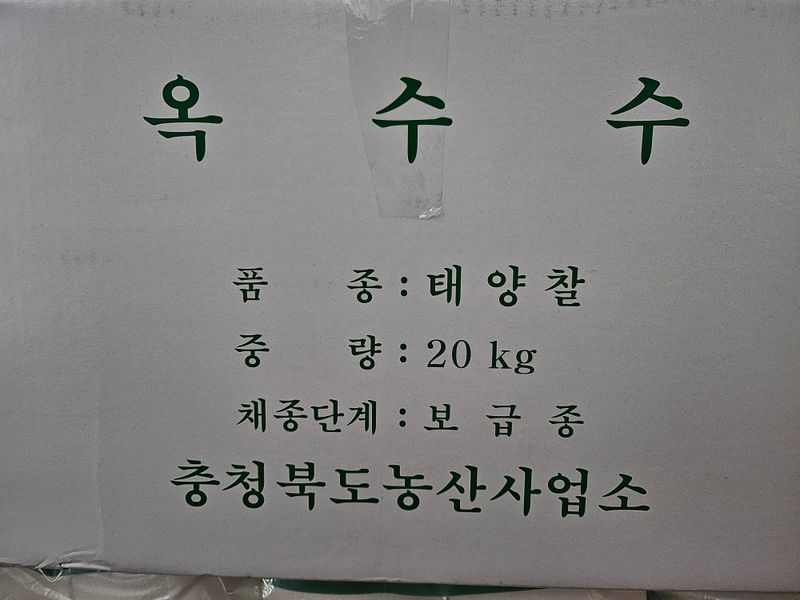 옥 수 수
품 종 : 태 양 찰
중 량 : 20 kg
채종단계 : 보 급 종
충청북도농산사업소